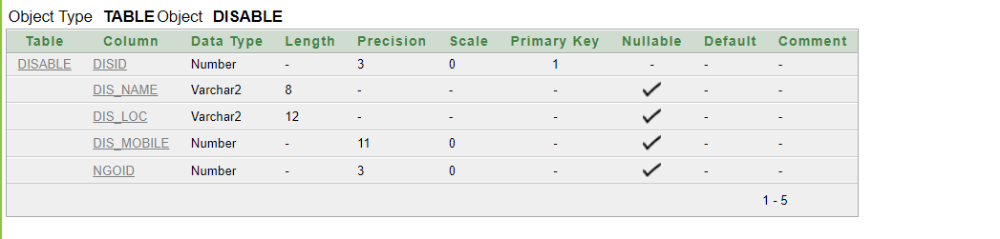 Object Type TABLE Object DISABLE
Table Column Data Type Length Precision Scale Primary Key Nullable Default Comment
DISABLE DISID Number - 3 0 1 - - -
DIS_NAME Varchar2 8 - - - ✓ - -
DIS_LOC Varchar2 12 - - - ✓ - -
DIS_MOBILE Number - 11 0 - ✓ - -
NGOID Number - 3 0 - ✓ - -
1 - 5